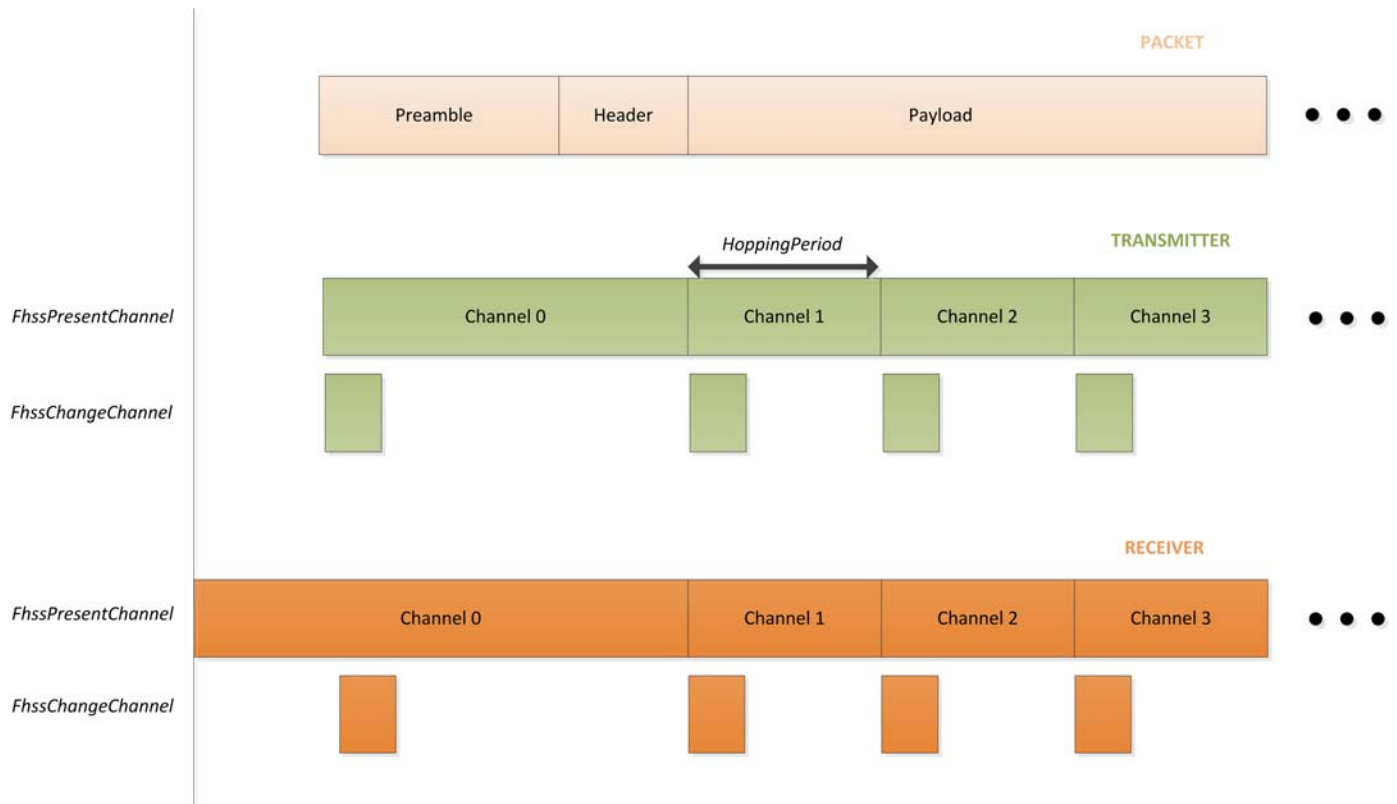 PACKET
Preamble
Header
Payload
HoppingPeriod
TRANSMITTER
FhssPresentChannel
Channel 0
Channel 1
Channel 2
Channel 3
FhssChangeChannel
RECEIVER
FhssPresentChannel
Channel 0
Channel 1
Channel 2
Channel 3
FhssChangeChannel